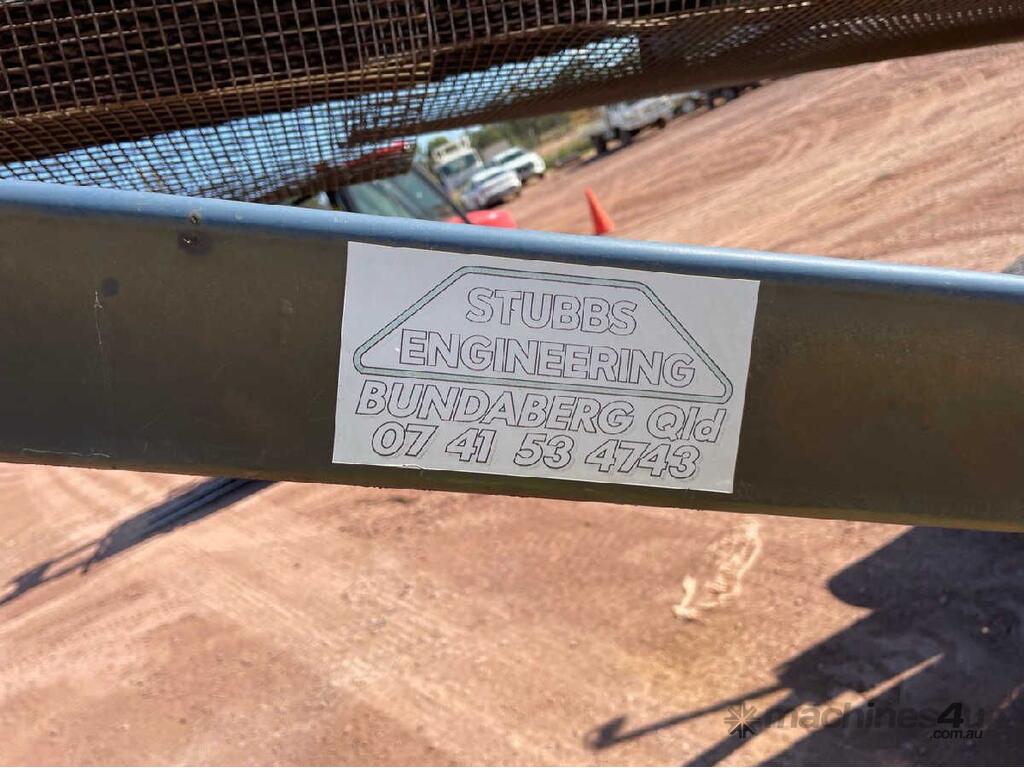 STUBBS
ENGINEERING
BUNDABERG Qld
07 41 53 4743
machines4u
.com.au